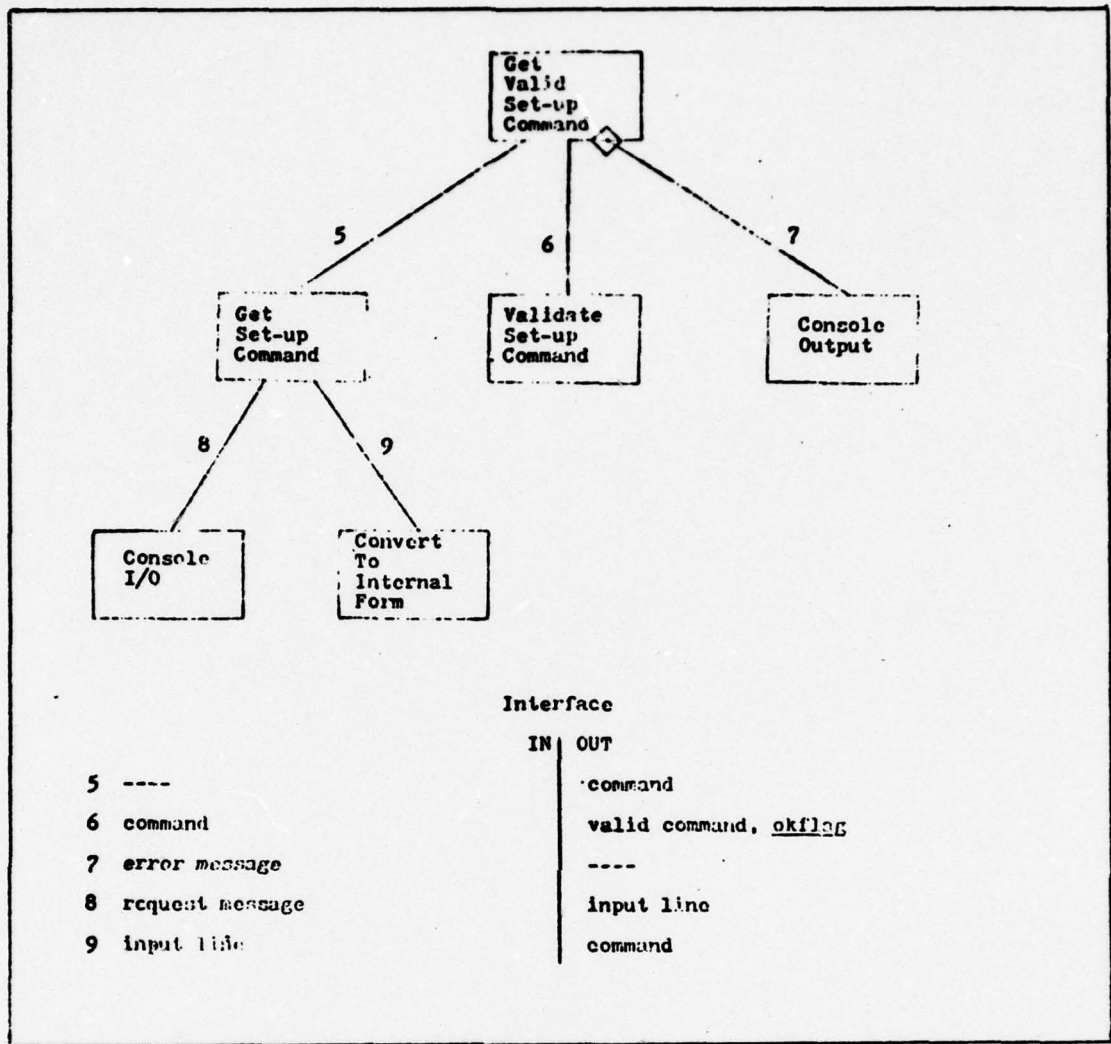 Get
Valid
Set-up
Command
5
6
7
Get
Set-up
Command
Validate
Set-up
Command
Console
Output
8
9
Console
I/O
Convert
To
Internal
Form
Interface
IN OUT
5 ---- command
6 command valid command, okflag
7 error message ----
8 request message input line
9 input line command